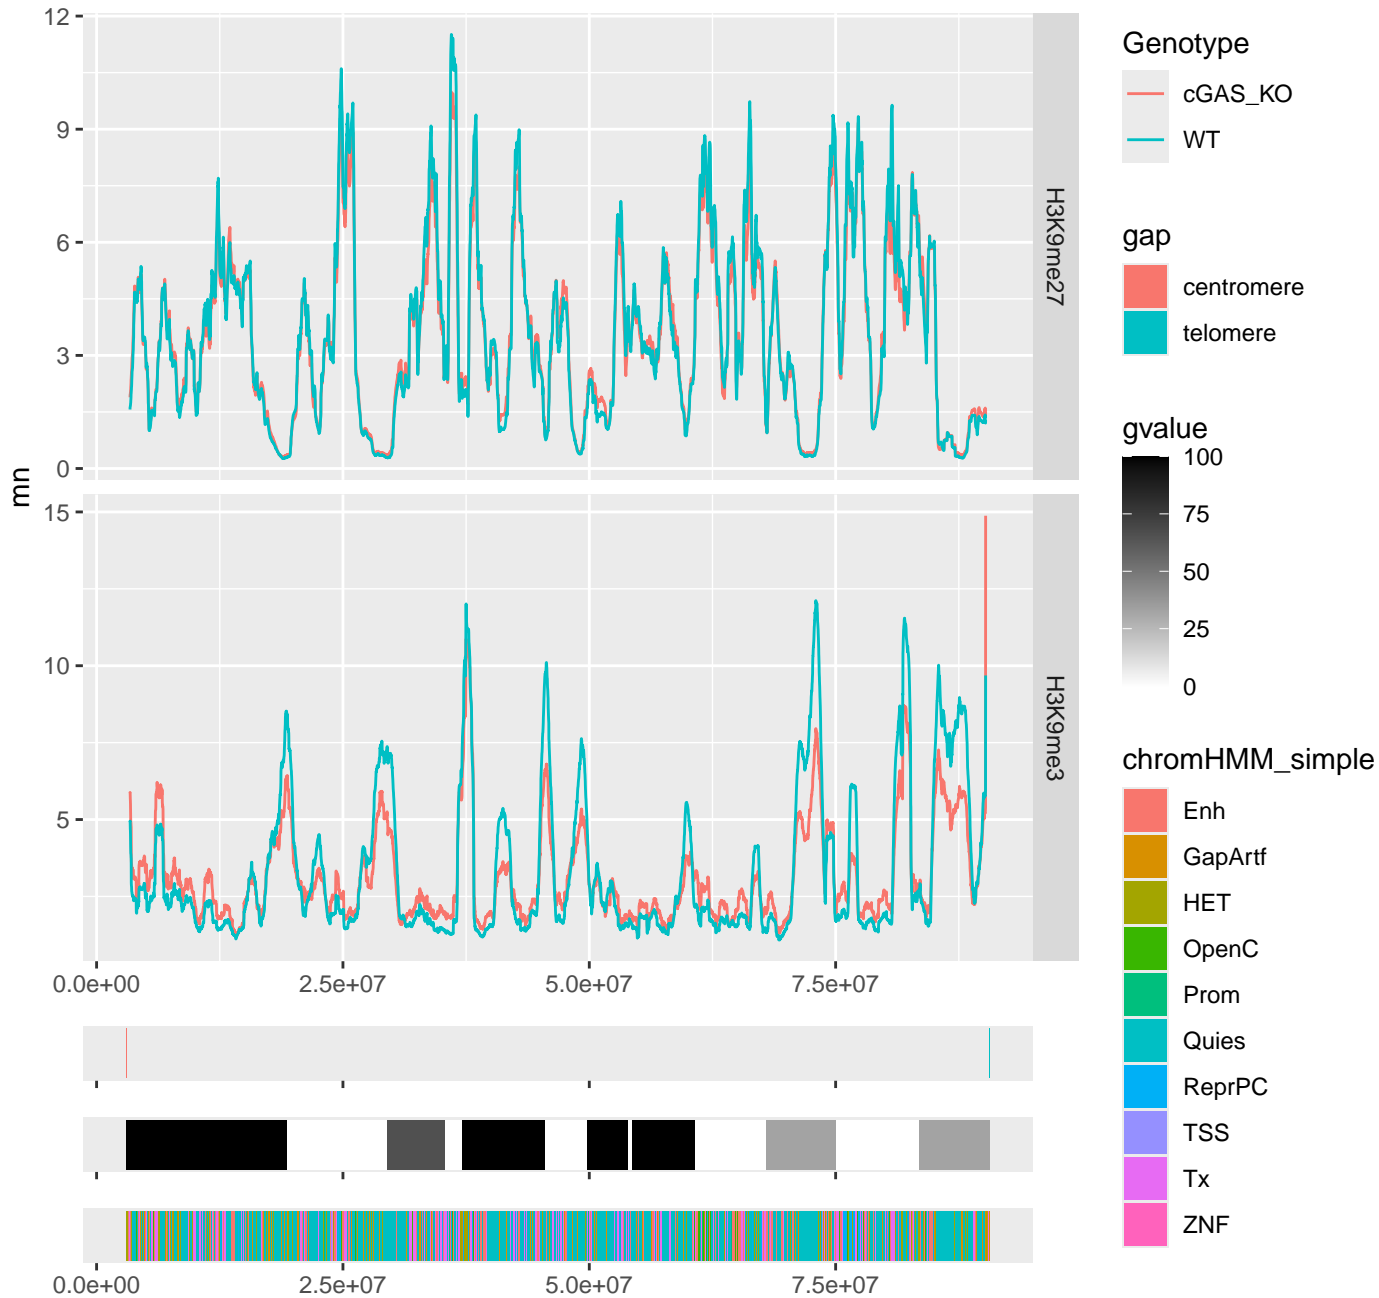 12
9
6
3
0
H3K9me27
mn
15
10
5
H3K9me3
0.0e+00 2.5e+07 5.0e+07 7.5e+07
0.0e+00 2.5e+07 5.0e+07 7.5e+07
Genotype
cGAS_KO
WT
gap
centromere
telomere
gvalue
100
75
50
25
0
chromHMM_simple
Enh
GapArtf
HET
OpenC
Prom
Quies
ReprPC
TSS
Tx
ZNF